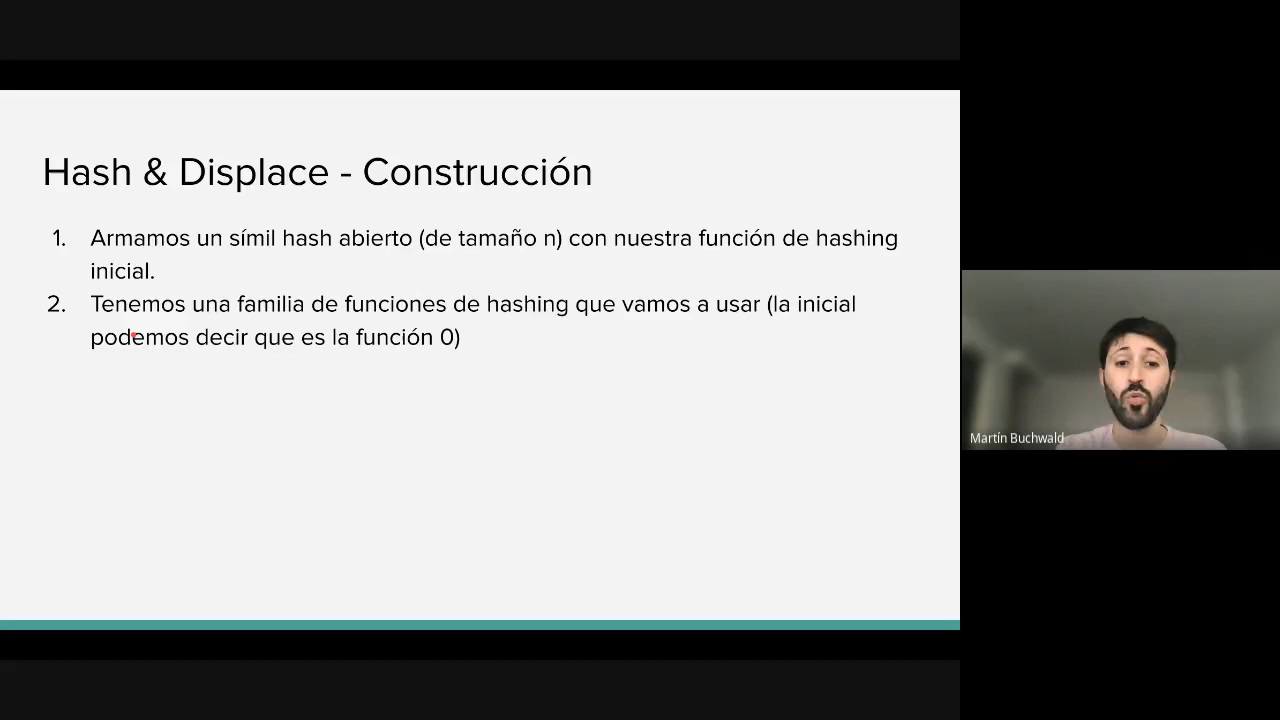 Hash & Displace - Construcción
1. Armamos un símil hash abierto (de tamaño n) con nuestra función de hashing
inicial.
2. Tenemos una familia de funciones de hashing que vamos a usar (la inicial
podemos decir que es la función 0)
Martín Buchwald